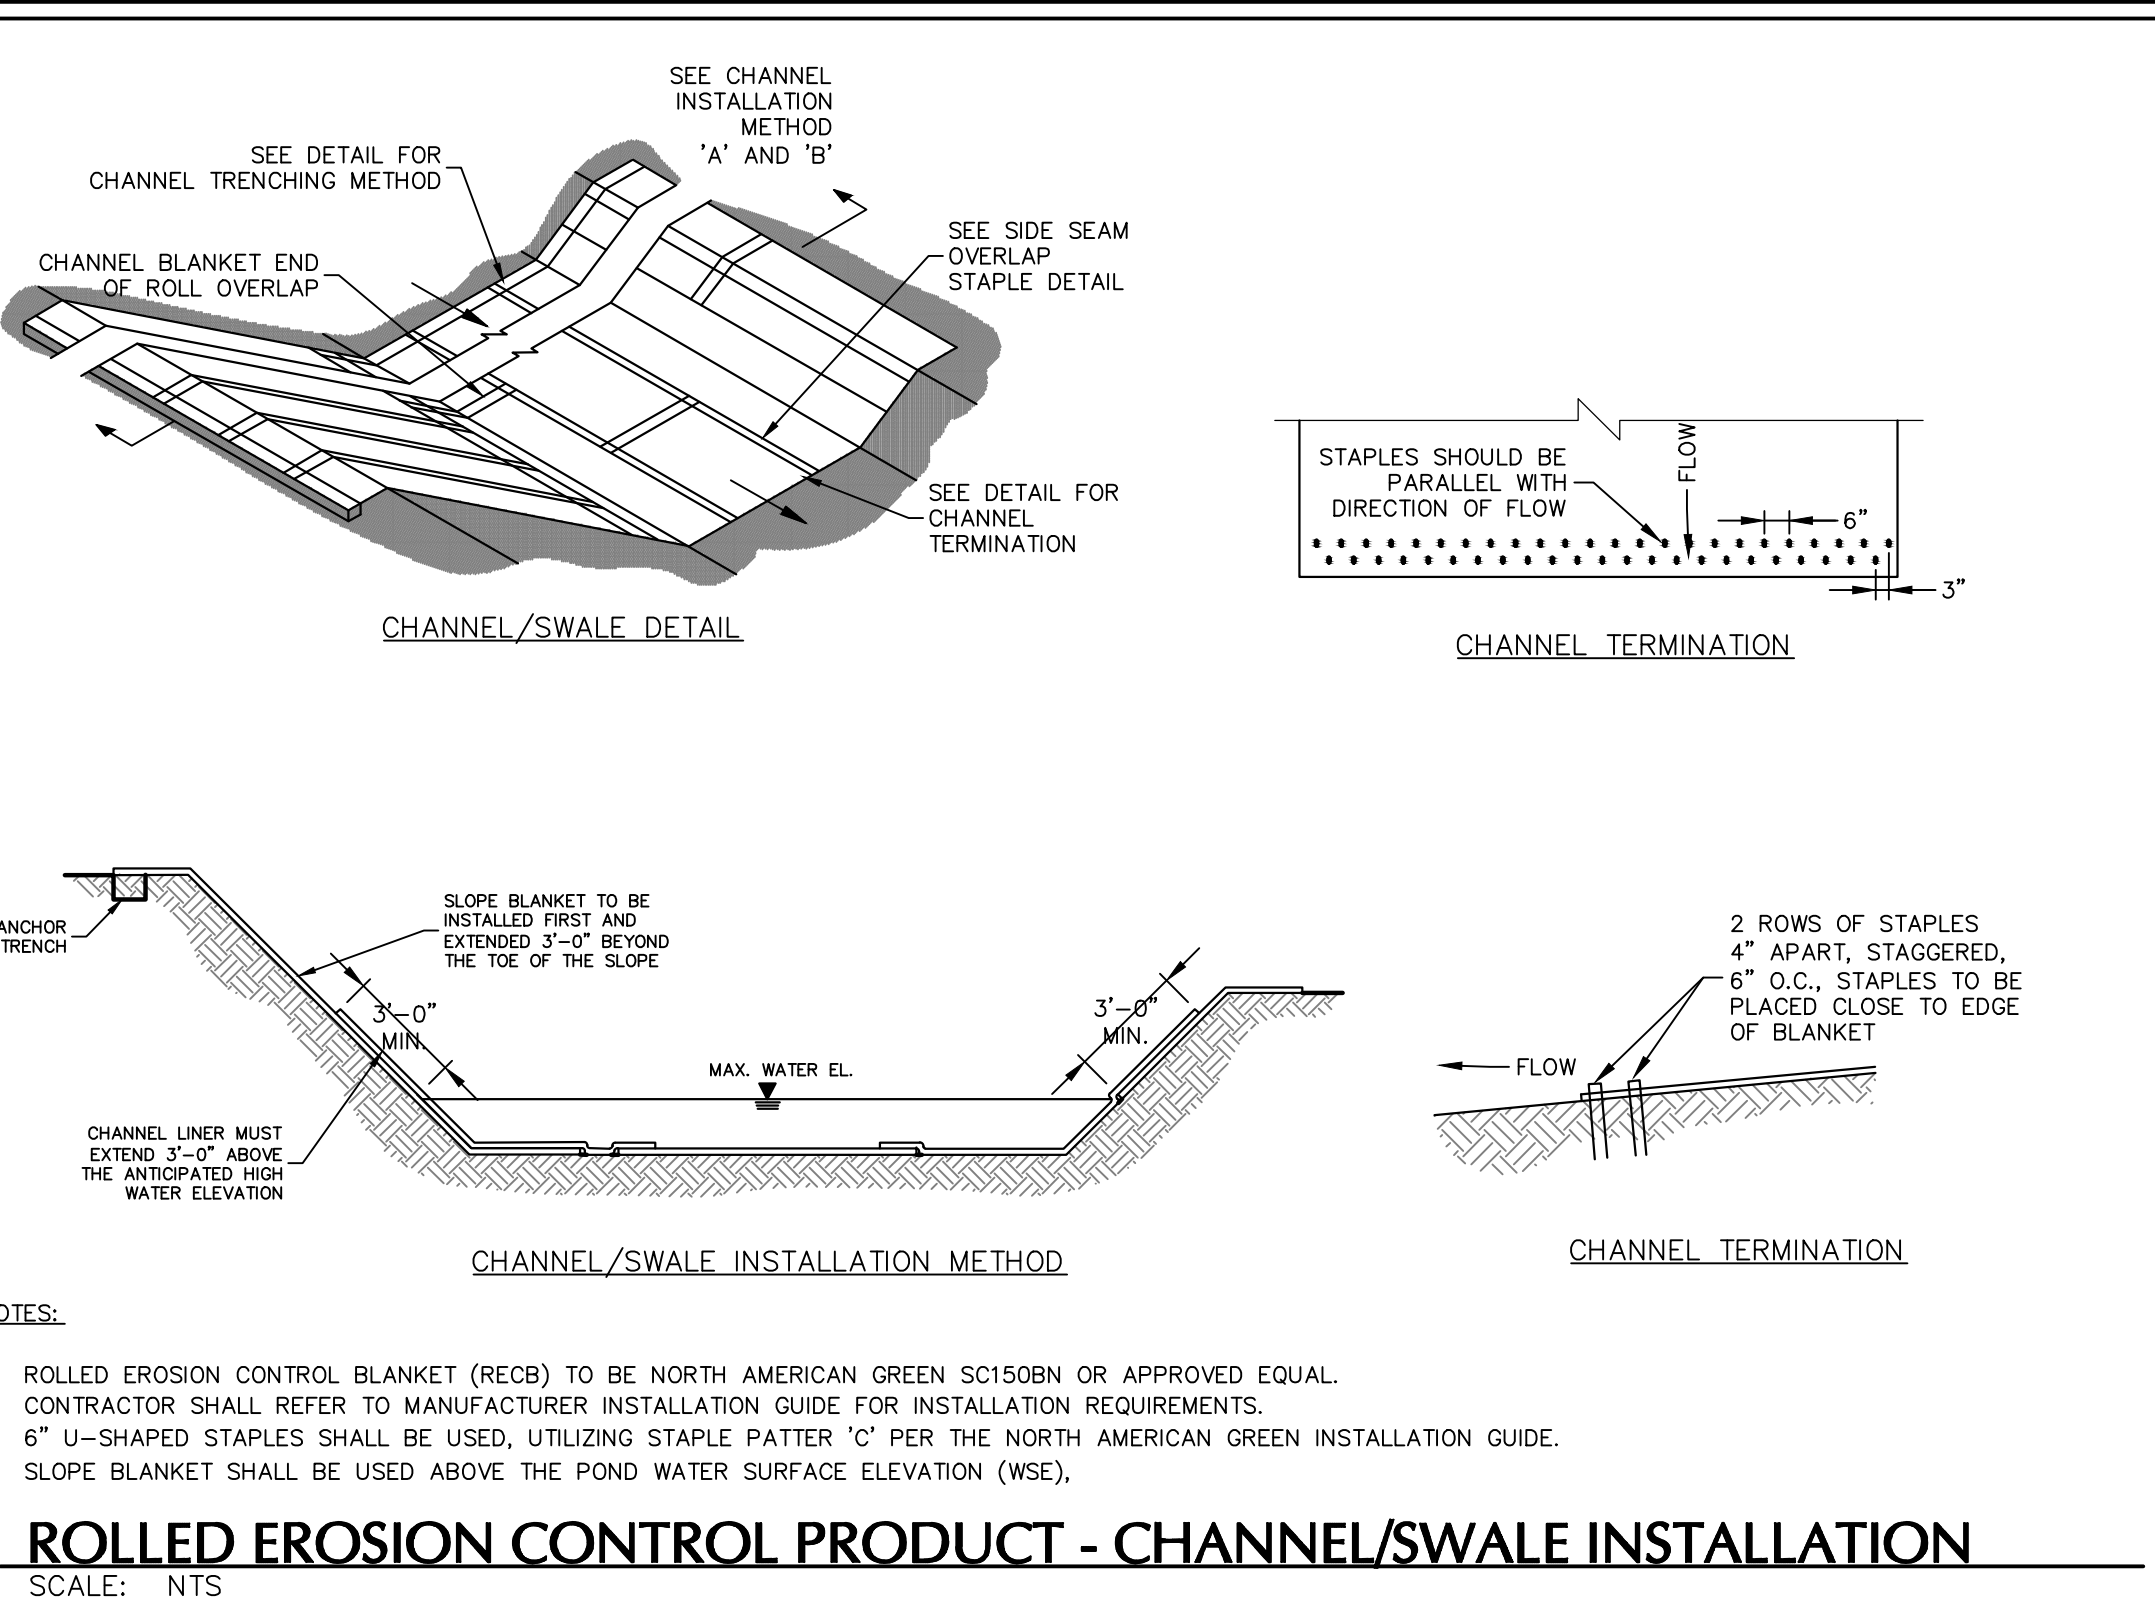 SEE CHANNEL
INSTALLATION
METHOD
'A' AND 'B'
SEE DETAIL FOR
CHANNEL TRENCHING METHOD
CHANNEL BLANKET END
OF ROLL OVERLAP
SEE SIDE SEAM
OVERLAP
STAPLE DETAIL
SEE DETAIL FOR
CHANNEL
TERMINATION
CHANNEL/SWALE DETAIL
STAPLES SHOULD BE
PARALLEL WITH
DIRECTION OF FLOW
FLOW
6"
3"
CHANNEL TERMINATION
ANCHOR
TRENCH
SLOPE BLANKET TO BE
INSTALLED FIRST AND
EXTENDED 3'-0" BEYOND
THE TOE OF THE SLOPE
3'-0"
MIN.
MAX. WATER EL.
3'-0"
MIN.
CHANNEL LINER MUST
EXTEND 3'-0" ABOVE
THE ANTICIPATED HIGH
WATER ELEVATION
CHANNEL/SWALE INSTALLATION METHOD
2 ROWS OF STAPLES
4" APART, STAGGERED,
6" O.C., STAPLES TO BE
PLACED CLOSE TO EDGE
OF BLANKET
FLOW
CHANNEL TERMINATION
OTES:
ROLLED EROSION CONTROL BLANKET (RECB) TO BE NORTH AMERICAN GREEN SC150BN OR APPROVED EQUAL.
CONTRACTOR SHALL REFER TO MANUFACTURER INSTALLATION GUIDE FOR INSTALLATION REQUIREMENTS.
6" U-SHAPED STAPLES SHALL BE USED, UTILIZING STAPLE PATTER 'C' PER THE NORTH AMERICAN GREEN INSTALLATION GUIDE.
SLOPE BLANKET SHALL BE USED ABOVE THE POND WATER SURFACE ELEVATION (WSE),
ROLLED EROSION CONTROL PRODUCT - CHANNEL/SWALE INSTALLATION
SCALE: NTS